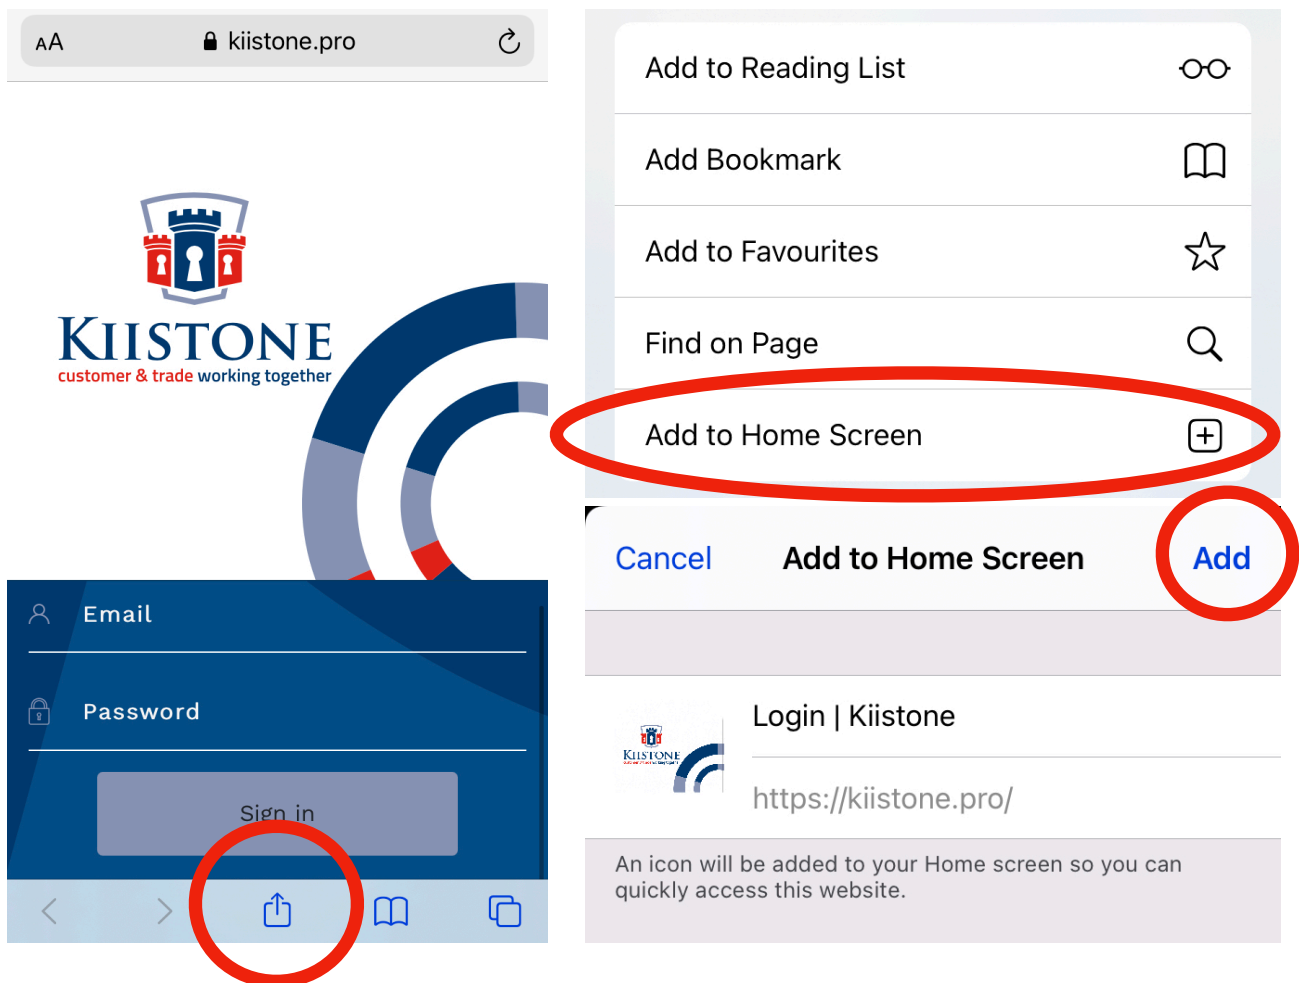 AA
kiistone.pro
KIISTONE
customer & trade working together
Email
Password
Sign in
Add to Reading List
Add Bookmark
Add to Favourites
Find on Page
Add to Home Screen
Cancel
Add to Home Screen
Add
KIISTONE
Login | Kiistone
https://kiistone.pro/
An icon will be added to your Home screen so you can
quickly access this website.